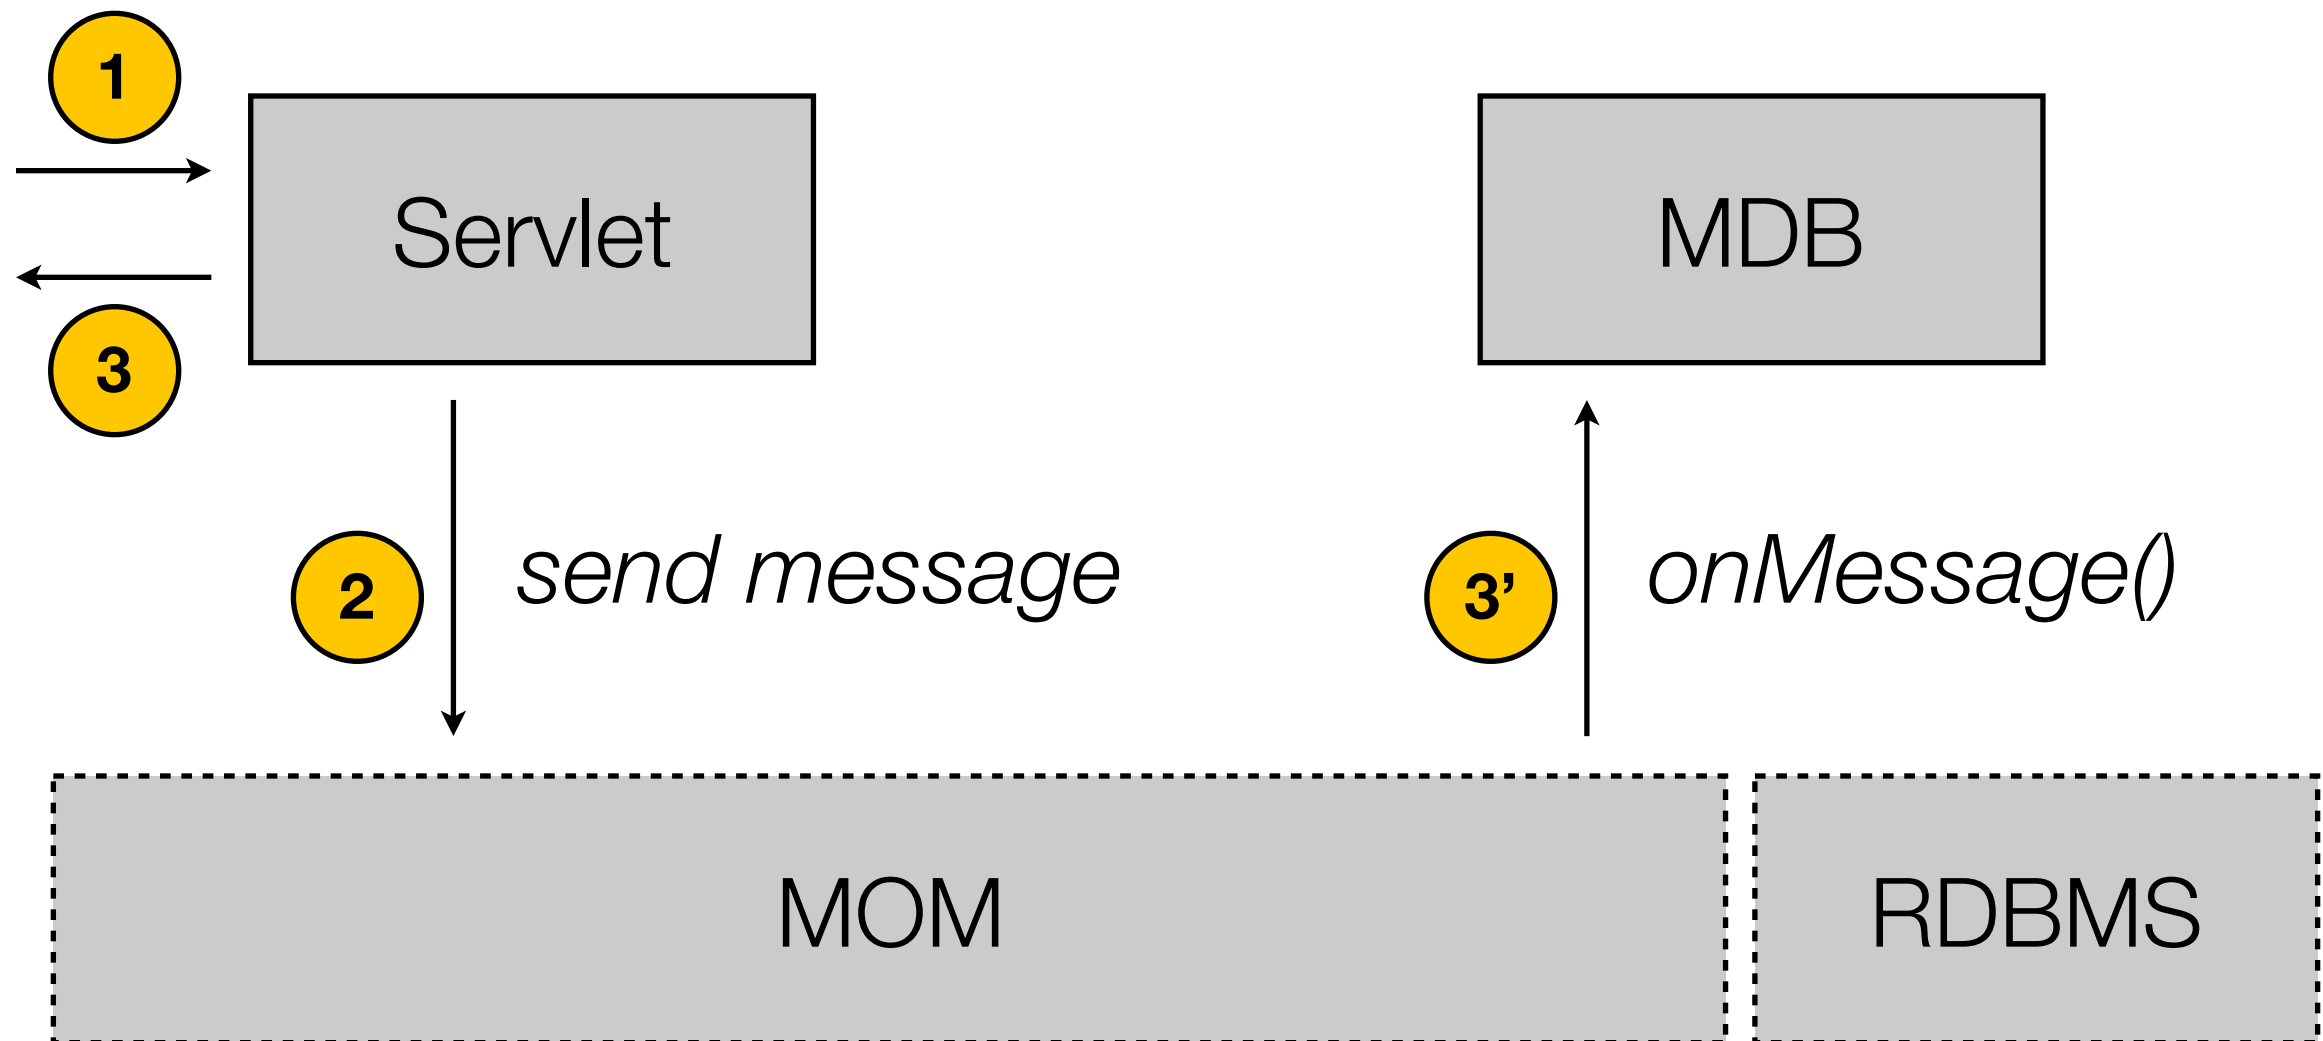 1
Servlet
MDB
3
2
send message
3’
onMessage()
MOM
RDBMS